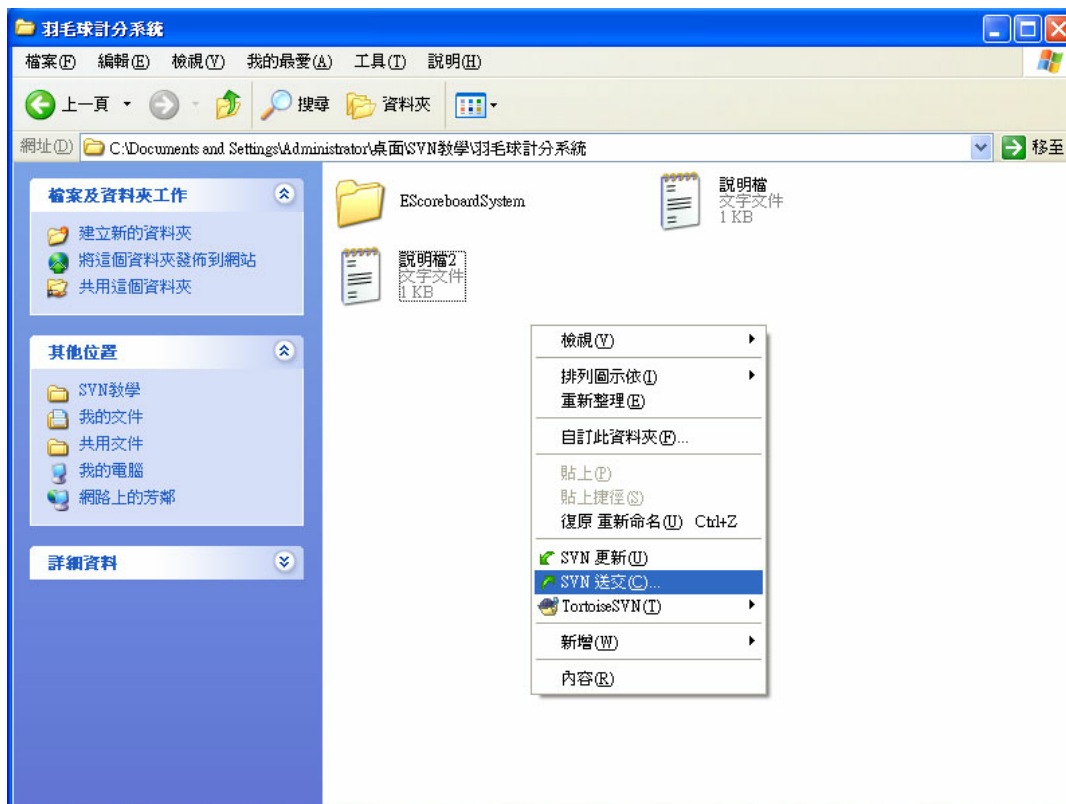 羽毛球計分系統
檔案(F) 編輯(E) 檢視(V) 我的最愛(A) 工具(T) 說明(H)
上一頁 搜尋 資料夾
網址(D) C:\Documents and Settings\Administrator\桌面\SVN教學\羽毛球計分系統 移至
檔案及資料夾工作
建立新的資料夾
將這個資料夾發佈到網站
共用這個資料夾
其他位置
SVN教學
我的文件
共用文件
我的電腦
網路上的芳鄰
詳細資料
EScoreboardSystem
說明檔
文字文件
1 KB
說明檔2
文字文件
1 KB
檢視(V)
排列圖示依(I)
重新整理(E)
自訂此資料夾(F)...
貼上(P)
貼上捷徑(S)
復原 重新命名(U) Ctrl+Z
SVN 更新(U)
SVN 送交(C)...
TortoiseSVN(T)
新增(W)
內容(R)